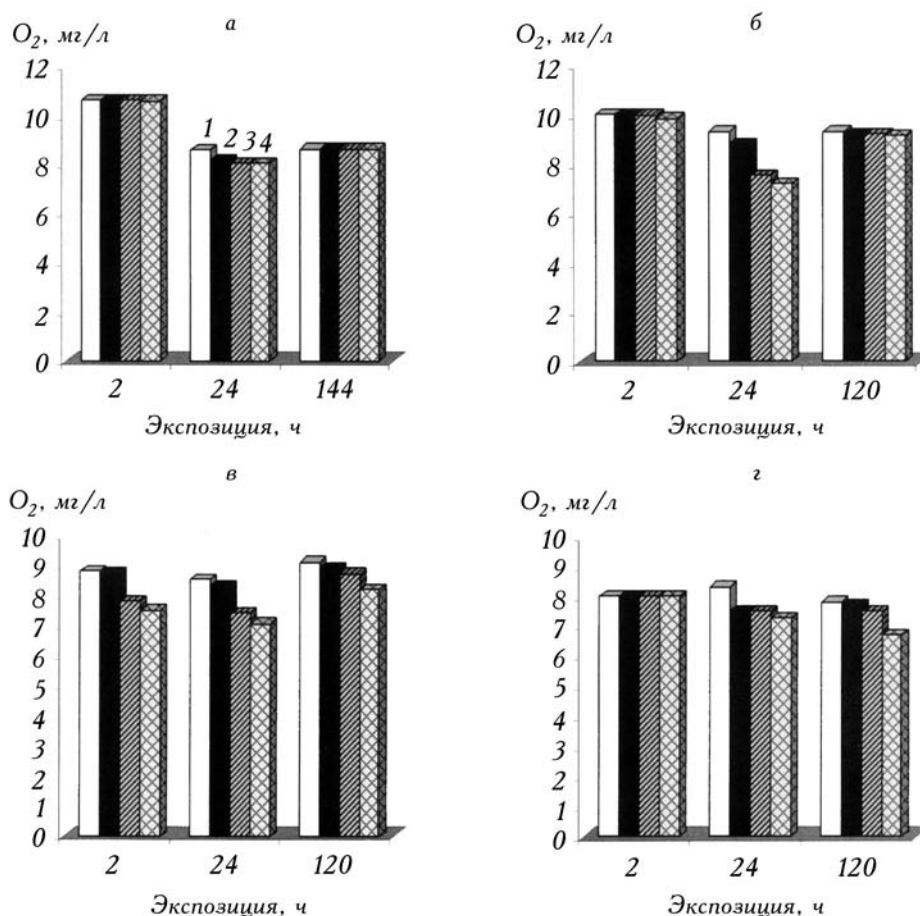 а
O2, мг/л
12
10
8
6
4
2
0
1 2 3 4
2 24 144
Экспозиция, ч
б
O2, мг/л
12
10
8
6
4
2
0
2 24 120
Экспозиция, ч
в
O2, мг/л
10
9
8
7
6
5
4
3
2
1
0
2 24 120
Экспозиция, ч
г
O2, мг/л
10
9
8
7
6
5
4
3
2
1
0
2 24 120
Экспозиция, ч